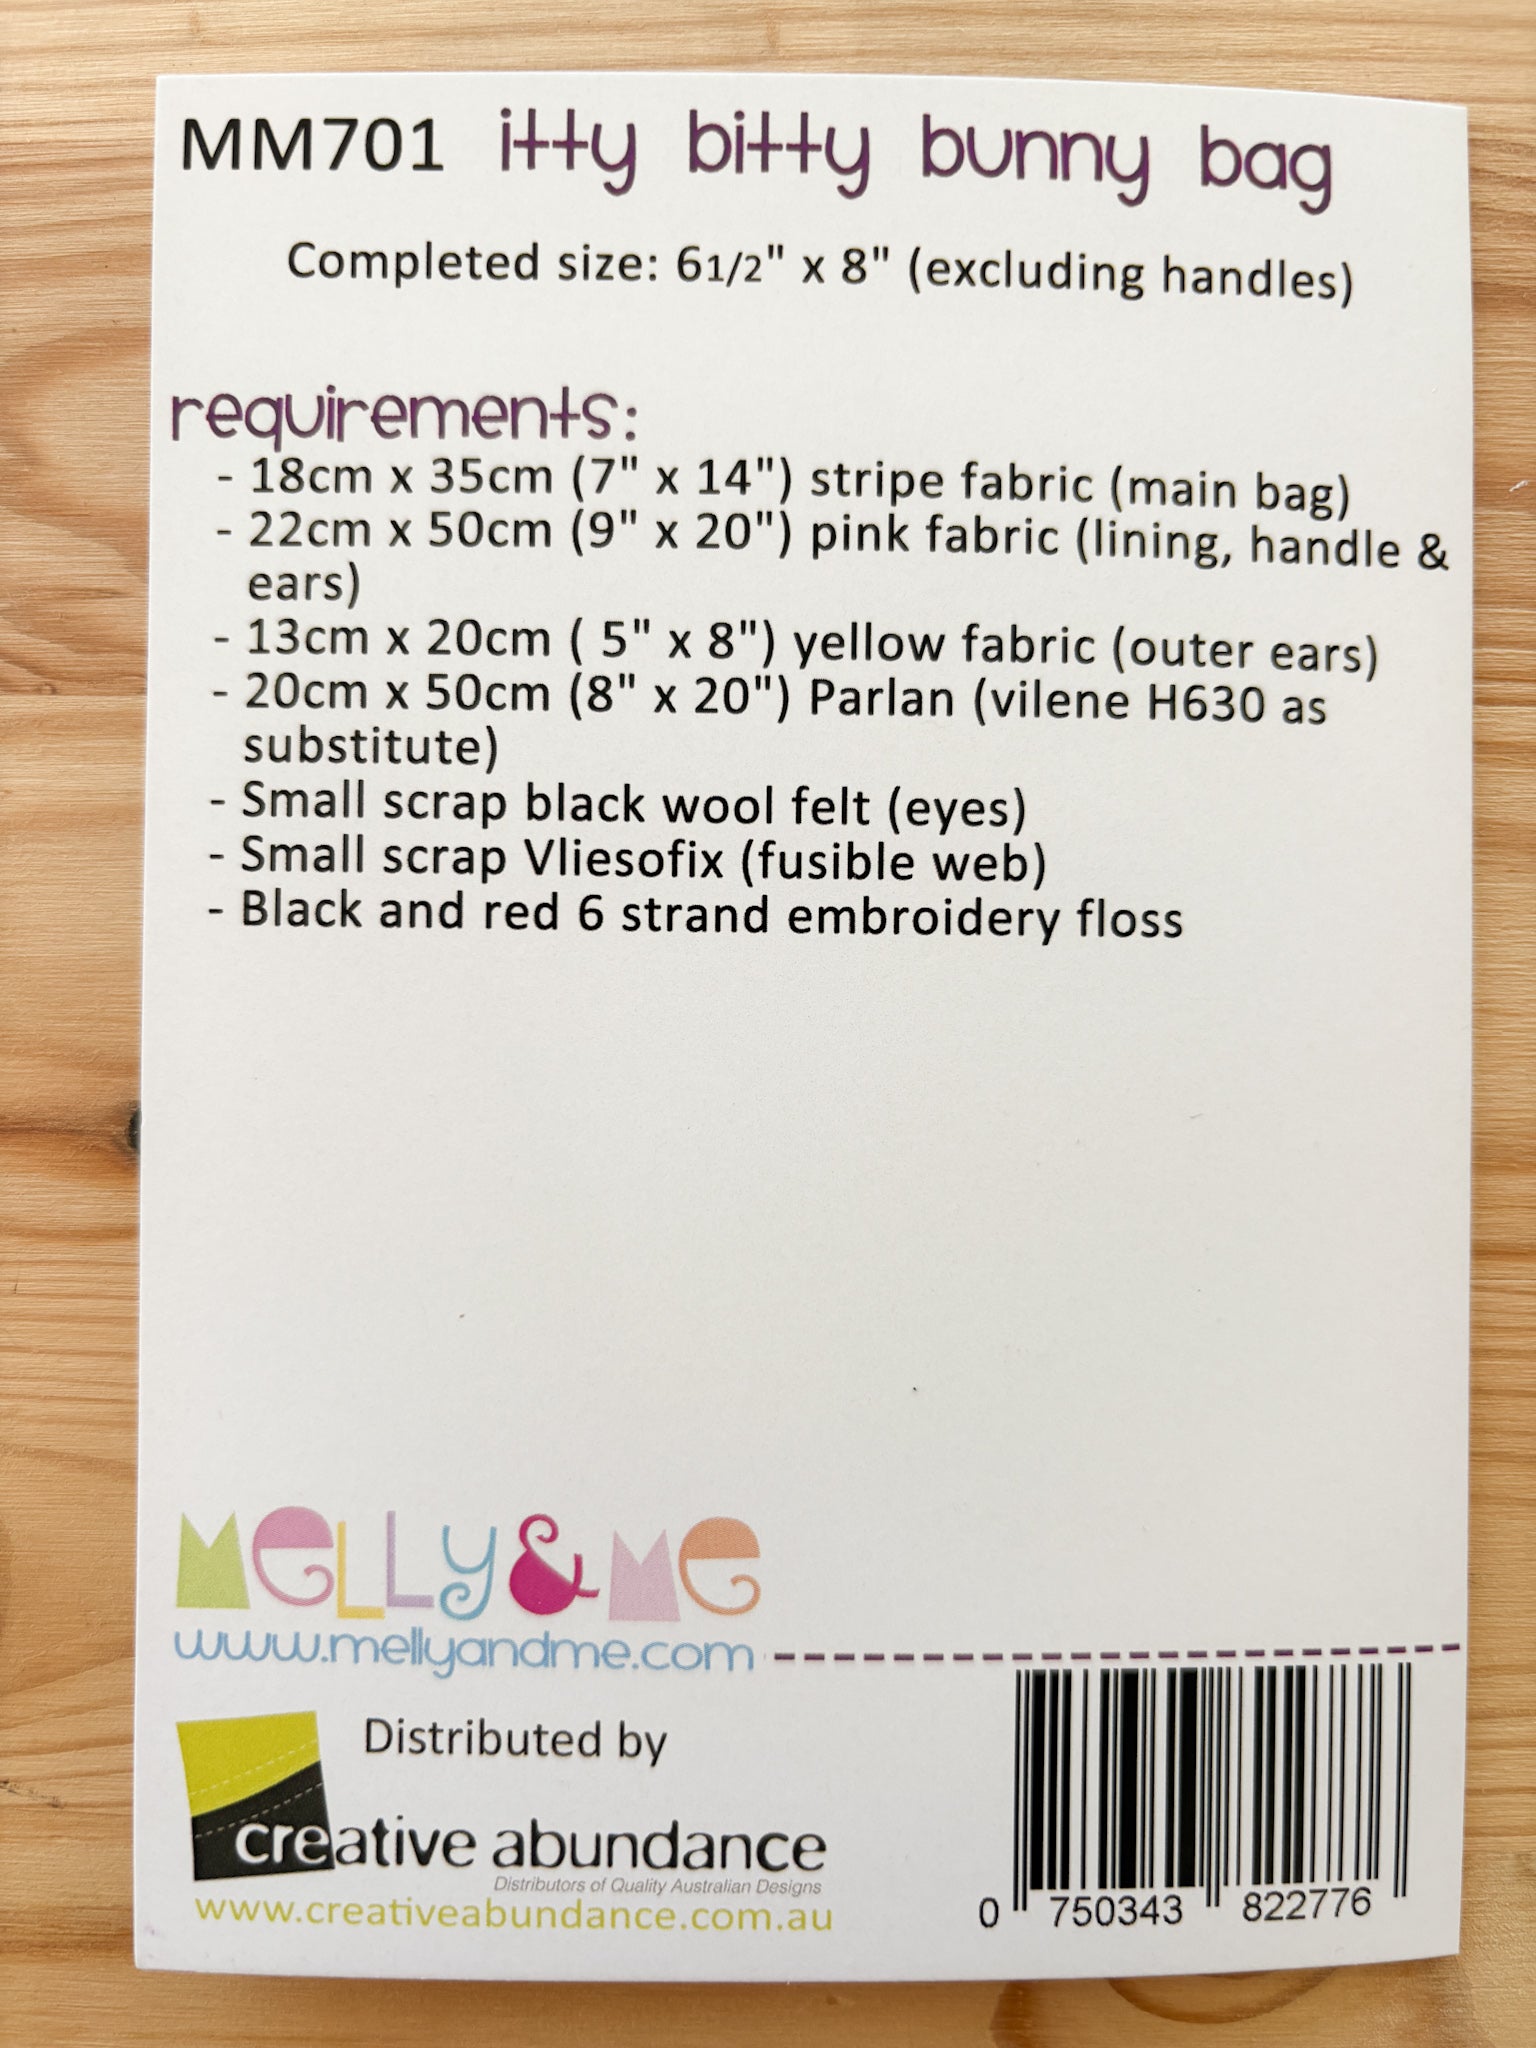 MM701 itty bitty bunny bag
Completed size: 61/2" x 8" (excluding handles)
requirements:
- 18cm x 35cm (7" x 14") stripe fabric (main bag)
- 22cm x 50cm (9" x 20") pink fabric (lining, handle &
ears)
- 13cm x 20cm ( 5" x 8") yellow fabric (outer ears)
- 20cm x 50cm (8" x 20") Parlan (vilene H630 as
substitute)
- Small scrap black wool felt (eyes)
- Small scrap Vliesofix (fusible web)
- Black and red 6 strand embroidery floss
MeLLy & Me
www.mellyandme.com
Distributed by
creative abundance
Distributors of Quality Australian Designs
www.creativeabundance.com.au
0 750343 822776